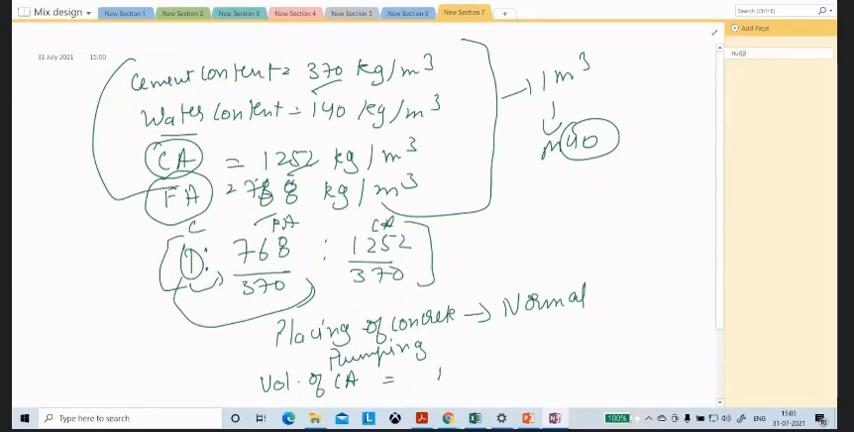 Mix design
New Section 1
New Section 2
New Section 3
New Section 4
New Section 5
New Section 6
New Section 7
+
Search (Ctrl+E)
Add Page
31 July 2021 15:00
Cement content = 370 kg/m³
Water content = 140 kg/m³
CA = 1252 kg/m³
FA = 768 kg/m³
→ 1m³
M40
C FA CA
1 : 768/370 : 1252/370
Placing of concrete → Normal
Pumping
Vol. of CA =
Type here to search
100%
ENG
15:03
31-07-2021